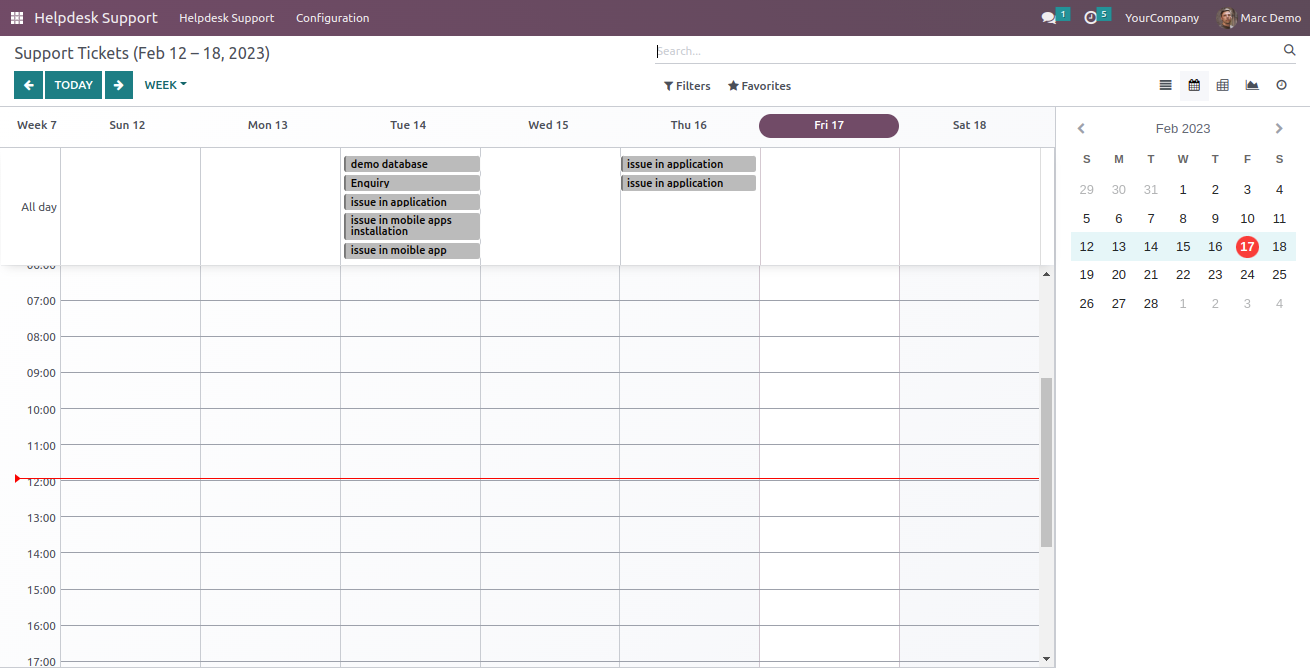 Helpdesk Support Helpdesk Support Configuration 1 5 YourCompany Marc Demo
Support Tickets (Feb 12 – 18, 2023)
Search...
TODAY WEEK
Filters Favorites
Week 7 Sun 12 Mon 13 Tue 14 Wed 15 Thu 16 Fri 17 Sat 18
All day
demo database
Enquiry
issue in application
issue in mobile apps
installation
issue in moible app
issue in application
issue in application
06:00
07:00
08:00
09:00
10:00
11:00
12:00
13:00
14:00
15:00
16:00
17:00
Feb 2023
S M T W T F S
29 30 31 1 2 3 4
5 6 7 8 9 10 11
12 13 14 15 16 17 18
19 20 21 22 23 24 25
26 27 28 1 2 3 4